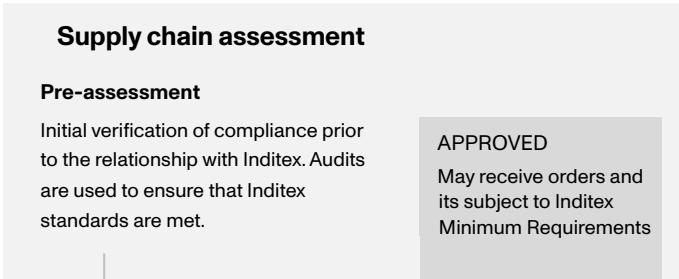 Supply chain assessment
Pre-assessment
Initial verification of compliance prior
to the relationship with Inditex. Audits
are used to ensure that Inditex
standards are met.
APPROVED
May receive orders and
its subject to Inditex
Minimum Requirements